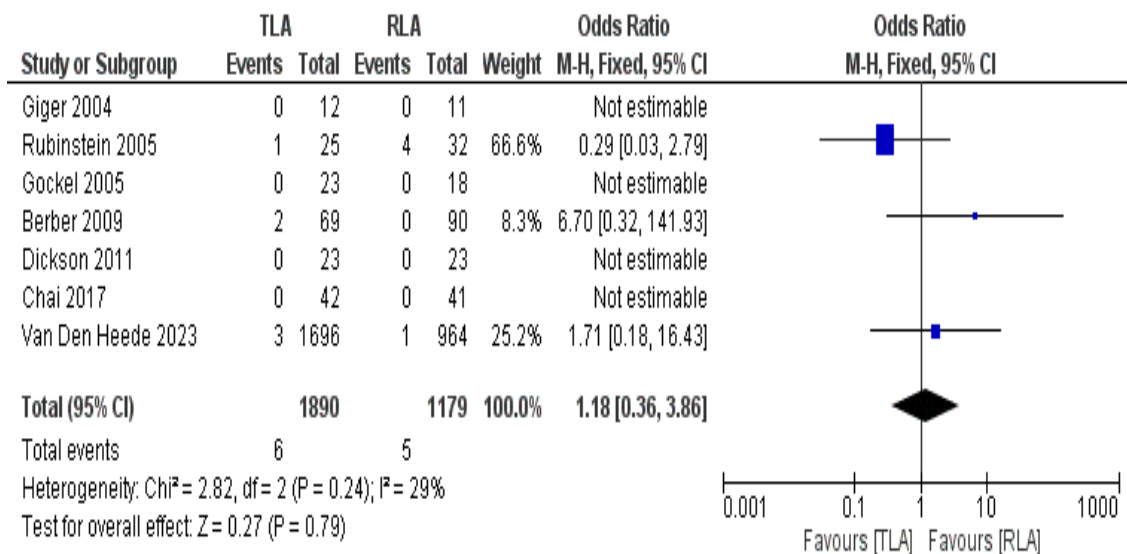 TLA RLA Odds Ratio Odds Ratio
Study or Subgroup Events Total Events Total Weight M-H, Fixed, 95% CI M-H, Fixed, 95% CI
Giger 2004 0 12 0 11 Not estimable
Rubinstein 2005 1 25 4 32 66.6% 0.29 [0.03, 2.79]
Gockel 2005 0 23 0 18 Not estimable
Berber 2009 2 69 0 90 8.3% 6.70 [0.32, 141.93]
Dickson 2011 0 23 0 23 Not estimable
Chai 2017 0 42 0 41 Not estimable
Van Den Heede 2023 3 1696 1 964 25.2% 1.71 [0.18, 16.43]
Total (95% CI) 1890 1179 100.0% 1.18 [0.36, 3.86]
Total events 6 5
Heterogeneity: Chi² = 2.82, df = 2 (P = 0.24); I² = 29%
Test for overall effect: Z = 0.27 (P = 0.79)
0.001 0.1 1 10 1000
Favours [TLA] Favours [RLA]